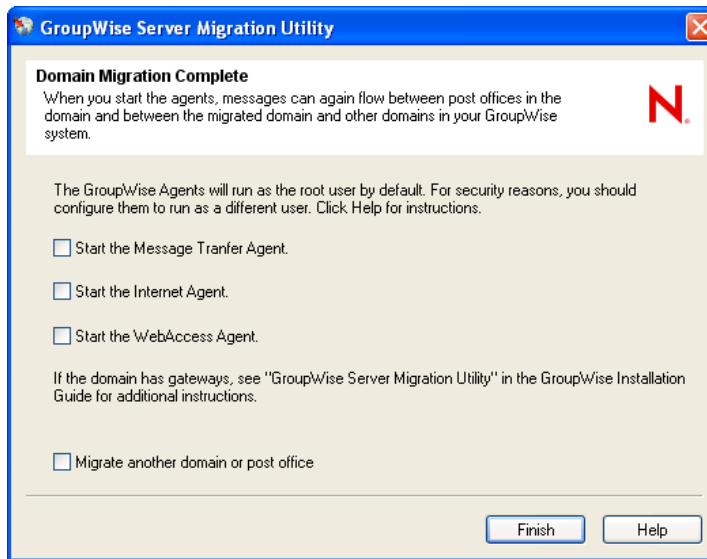 GroupWise Server Migration Utility
Domain Migration Complete
When you start the agents, messages can again flow between post offices in the
domain and between the migrated domain and other domains in your GroupWise
system.
N.
The GroupWise Agents will run as the root user by default. For security reasons, you should
configure them to run as a different user. Click Help for instructions.
Start the Message Tranfer Agent.
Start the Internet Agent.
Start the WebAccess Agent.
If the domain has gateways, see "GroupWise Server Migration Utility" in the GroupWise Installation
Guide for additional instructions.
Migrate another domain or post office
Finish
Help